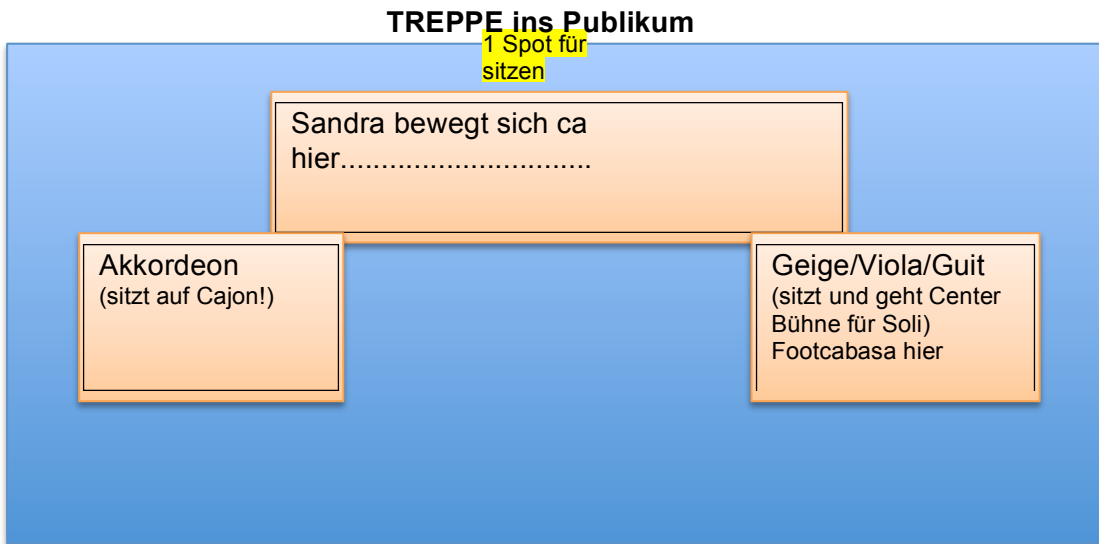 TREPPE ins Publikum
1 Spot für
sitzen
Sandra bewegt sich ca
hier...............................
Akkordeon
(sitzt auf Cajon!)
Geige/Viola/Guit
(sitzt und geht Center
Bühne für Soli)
Footcabasa hier